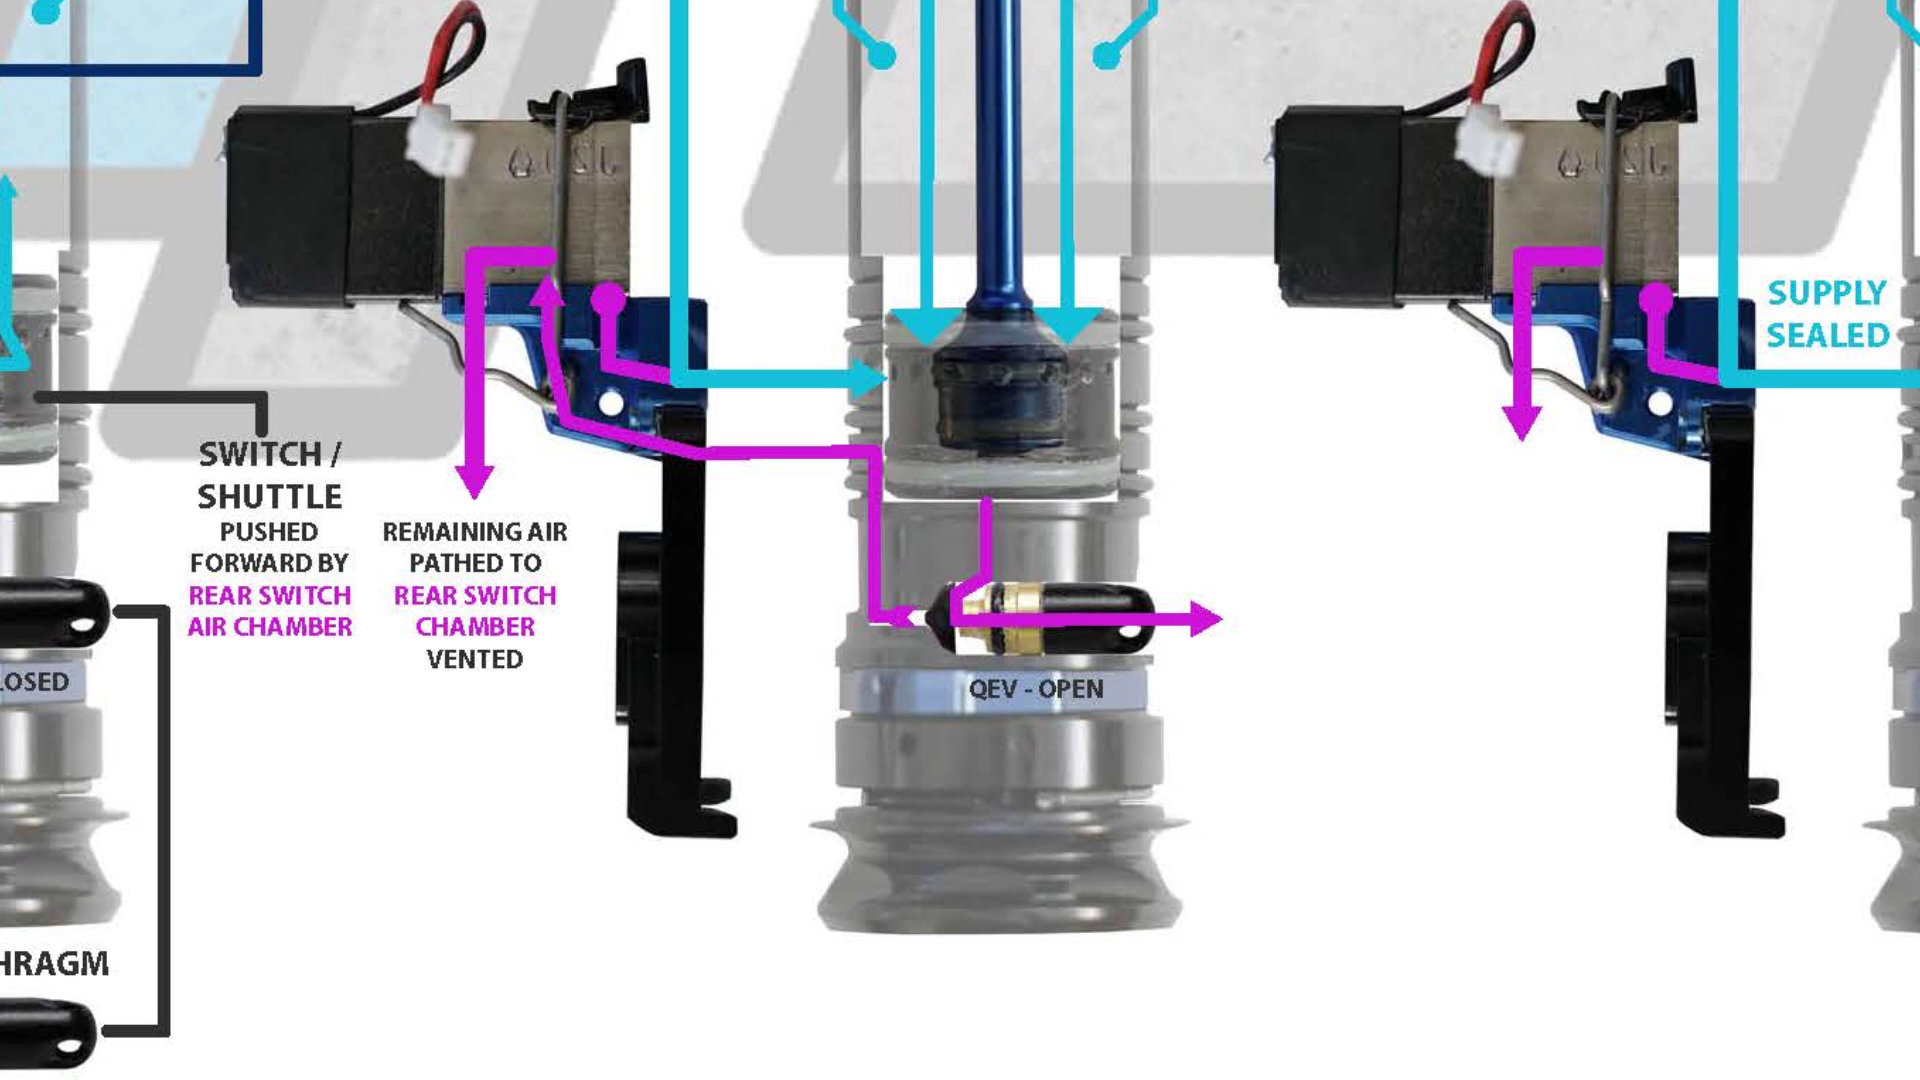 SUPPLY
SEALED
SWITCH /
SHUTTLE
PUSHED
FORWARD BY
REAR SWITCH
AIR CHAMBER
REMAINING AIR
PATHED TO
REAR SWITCH
CHAMBER
VENTED
LOSED
QEV - OPEN
HRAGM